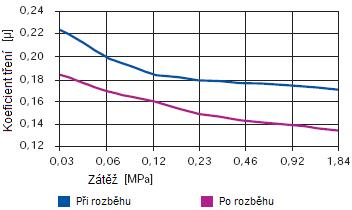 Koeficient tření [µ]
0,24
0,22
0,20
0,18
0,16
0,14
0,12
0,03 0,06 0,12 0,23 0,46 0,92 1,84
Zátěž [MPa]
Při rozběhu
Po rozběhu